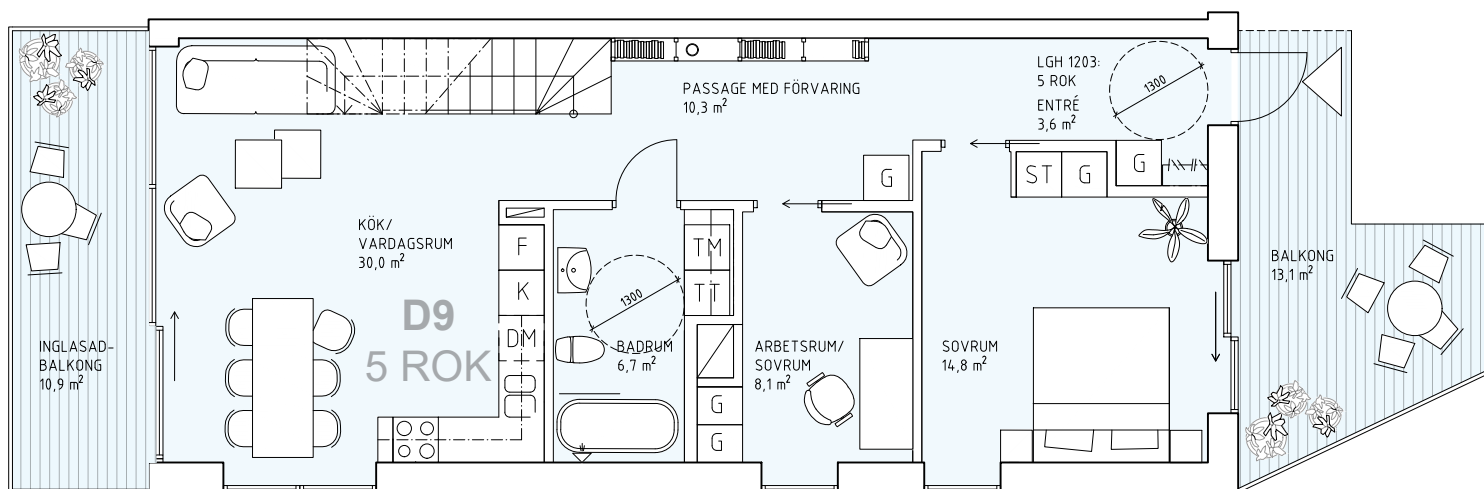 LGH 1203:
5 ROK
ENTRÉ
3,6 m²
1300
PASSAGE MED FÖRVARING
10,3 m²
G
ST
G
G
KÖK/
VARDAGSRUM
30,0 m²
F
K
DM
TM
TT
1300
D9
5 ROK
INGLASAD-
BALKONG
10,9 m²
BADRUM
6,7 m²
G
G
ARBETSRUM/
SOVRUM
8,1 m²
SOVRUM
14,8 m²
BALKONG
13,1 m²